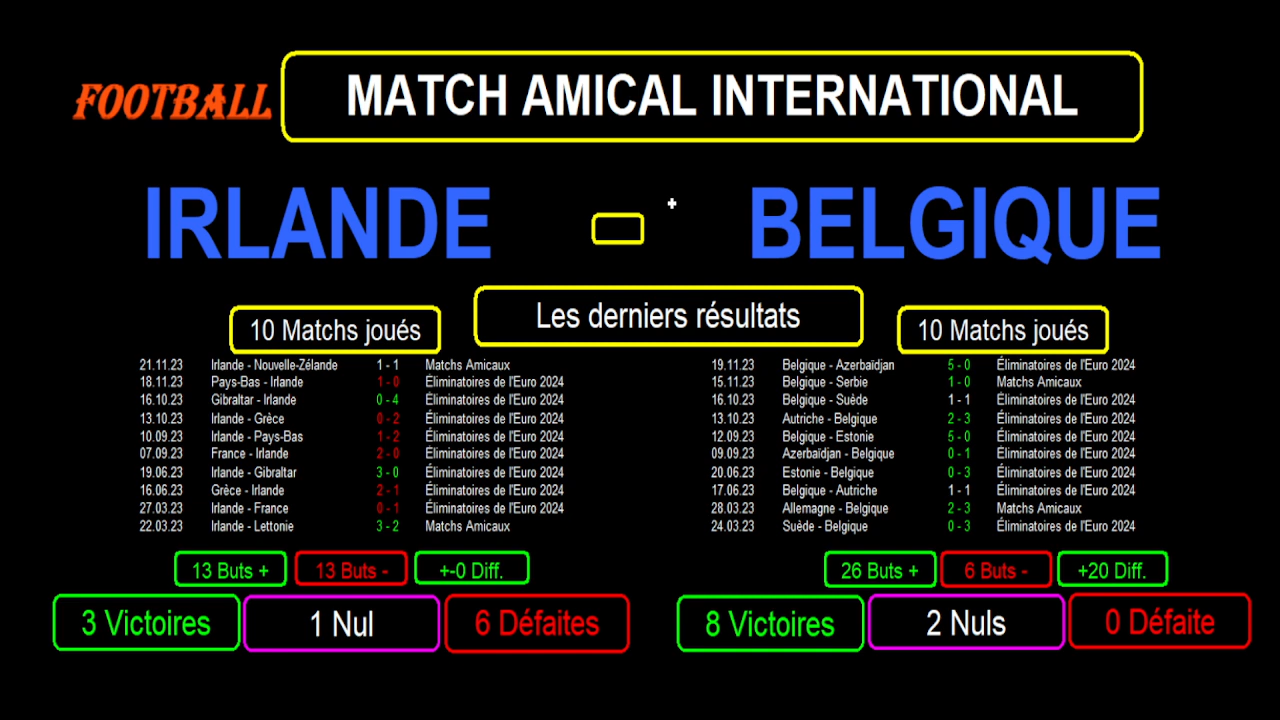 FOOTBALL
MATCH AMICAL INTERNATIONAL
IRLANDE
BELGIQUE
Les derniers résultats
10 Matchs joués
21.11.23 Irlande - Nouvelle-Zélande 1 - 1 Matchs Amicaux
18.11.23 Pays-Bas - Irlande 1 - 0 Éliminatoires de l'Euro 2024
16.10.23 Gibraltar - Irlande 0 - 4 Éliminatoires de l'Euro 2024
13.10.23 Irlande - Grèce 0 - 2 Éliminatoires de l'Euro 2024
10.09.23 Irlande - Pays-Bas 1 - 2 Éliminatoires de l'Euro 2024
07.09.23 France - Irlande 2 - 0 Éliminatoires de l'Euro 2024
19.06.23 Irlande - Gibraltar 3 - 0 Éliminatoires de l'Euro 2024
16.06.23 Grèce - Irlande 2 - 1 Éliminatoires de l'Euro 2024
27.03.23 Irlande - France 0 - 1 Éliminatoires de l'Euro 2024
22.03.23 Irlande - Lettonie 3 - 2 Matchs Amicaux
13 Buts +
13 Buts -
+-0 Diff.
3 Victoires
1 Nul
6 Défaites
10 Matchs joués
19.11.23 Belgique - Azerbaïdjan 5 - 0 Éliminatoires de l'Euro 2024
15.11.23 Belgique - Serbie 1 - 0 Matchs Amicaux
16.10.23 Belgique - Suède 1 - 1 Éliminatoires de l'Euro 2024
13.10.23 Autriche - Belgique 2 - 3 Éliminatoires de l'Euro 2024
12.09.23 Belgique - Estonie 5 - 0 Éliminatoires de l'Euro 2024
09.09.23 Azerbaïdjan - Belgique 0 - 1 Éliminatoires de l'Euro 2024
20.06.23 Estonie - Belgique 0 - 3 Éliminatoires de l'Euro 2024
17.06.23 Belgique - Autriche 1 - 1 Éliminatoires de l'Euro 2024
28.03.23 Allemagne - Belgique 2 - 3 Matchs Amicaux
24.03.23 Suède - Belgique 0 - 3 Éliminatoires de l'Euro 2024
26 Buts +
6 Buts -
+20 Diff.
8 Victoires
2 Nuls
0 Défaite